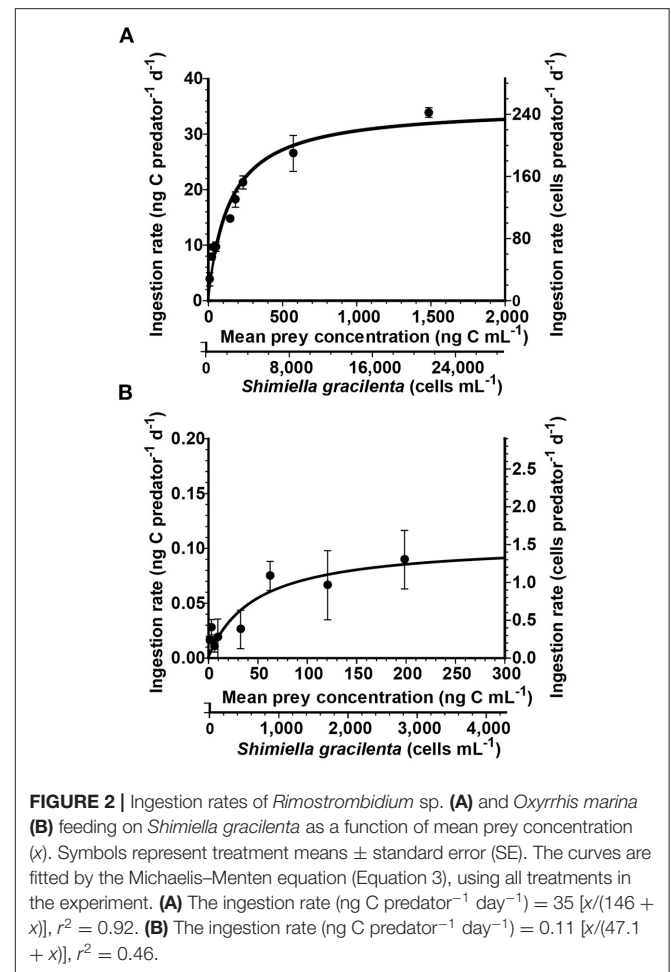 A
Ingestion rate (ng C predator⁻¹ d⁻¹)
40
30
20
10
0
240
160
80
0
Ingestion rate (cells predator⁻¹ d⁻¹)
0 500 1,000 1,500 2,000
Mean prey concentration (ng C mL⁻¹)
0 8,000 16,000 24,000
Shimiella gracilenta (cells mL⁻¹)
B
Ingestion rate (ng C predator⁻¹ d⁻¹)
0.20
0.15
0.10
0.05
0.00
2.5
2.0
1.5
1.0
0.5
0.0
Ingestion rate (cells predator⁻¹ d⁻¹)
0 50 100 150 200 250 300
Mean prey concentration (ng C mL⁻¹)
0 1,000 2,000 3,000 4,000
Shimiella gracilenta (cells mL⁻¹)
FIGURE 2 | Ingestion rates of Rimostrombidium sp. (A) and Oxyrrhis marina
(B) feeding on Shimiella gracilenta as a function of mean prey concentration
(x). Symbols represent treatment means ± standard error (SE). The curves are
fitted by the Michaelis–Menten equation (Equation 3), using all treatments in
the experiment. (A) The ingestion rate (ng C predator⁻¹ day⁻¹) = 35 [x/(146 +
x)], r² = 0.92. (B) The ingestion rate (ng C predator⁻¹ day⁻¹) = 0.11 [x/(47.1
+ x)], r² = 0.46.